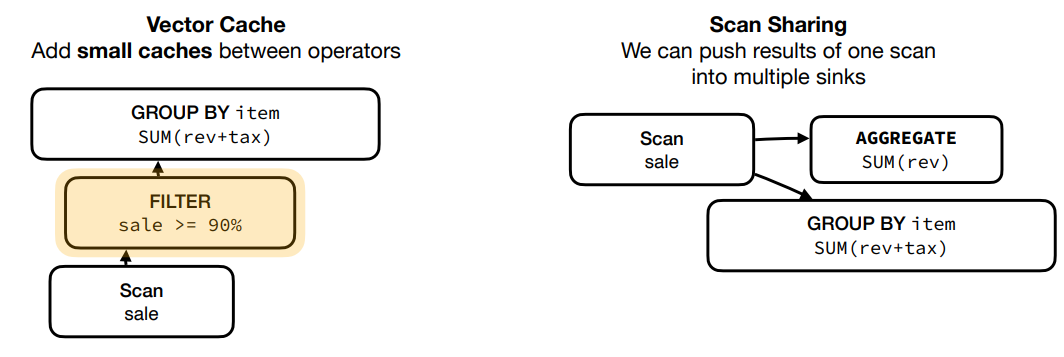 Vector Cache
Add small caches between operators
GROUP BY item
SUM(rev+tax)
FILTER
sale >= 90%
Scan
sale
Scan Sharing
We can push results of one scan
into multiple sinks
Scan
sale
AGGREGATE
SUM(rev)
GROUP BY item
SUM(rev+tax)